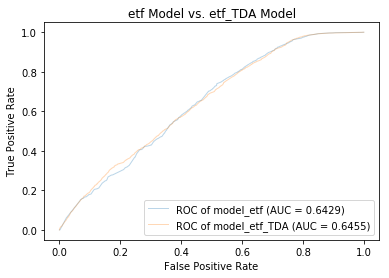 etf Model vs. etf_TDA Model
True Positive Rate
1.0
0.8
0.6
0.4
0.2
0.0
ROC of model_etf (AUC = 0.6429)
ROC of model_etf_TDA (AUC = 0.6455)
0.0 0.2 0.4 0.6 0.8 1.0
False Positive Rate